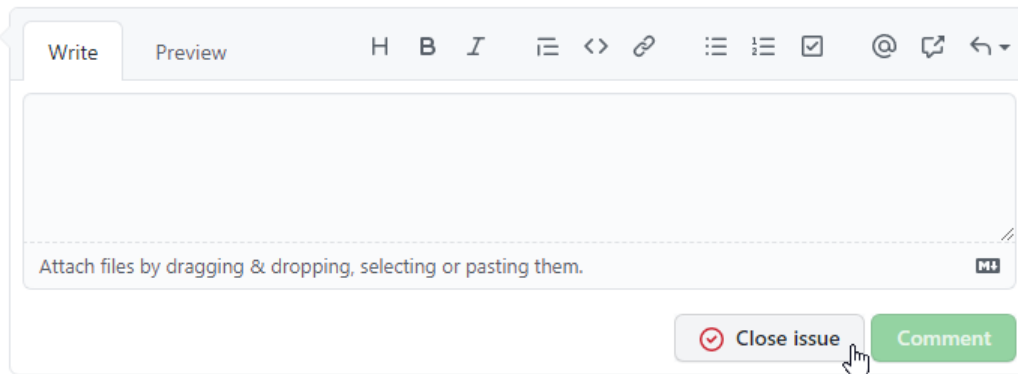 Write Preview H B I @
Attach files by dragging & dropping, selecting or pasting them. M↓
Close issue Comment